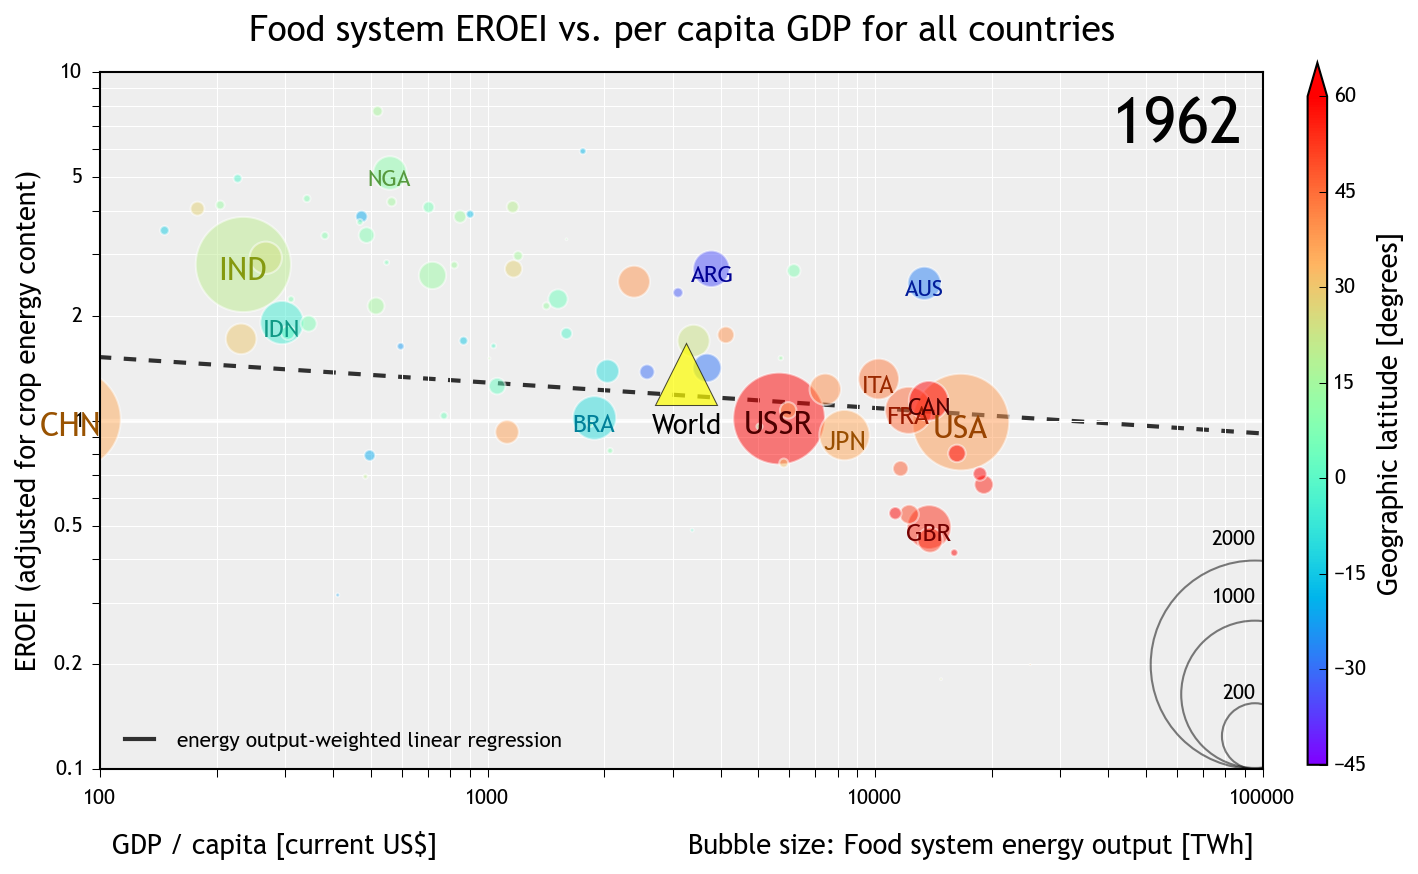 Food system EROEI vs. per capita GDP for all countries
1962
EROEI (adjusted for crop energy content)
10
5
2
1
0.5
0.2
0.1
NGA
IND
IDN
ARG
AUS
CHN
BRA
World
USSR
JPN
ITA
FRA
CAN
USA
GBR
2000
1000
200
energy output-weighted linear regression
100
1000
10000
100000
GDP / capita [current US$]
Bubble size: Food system energy output [TWh]
60
45
30
15
0
−15
−30
−45
Geographic latitude [degrees]